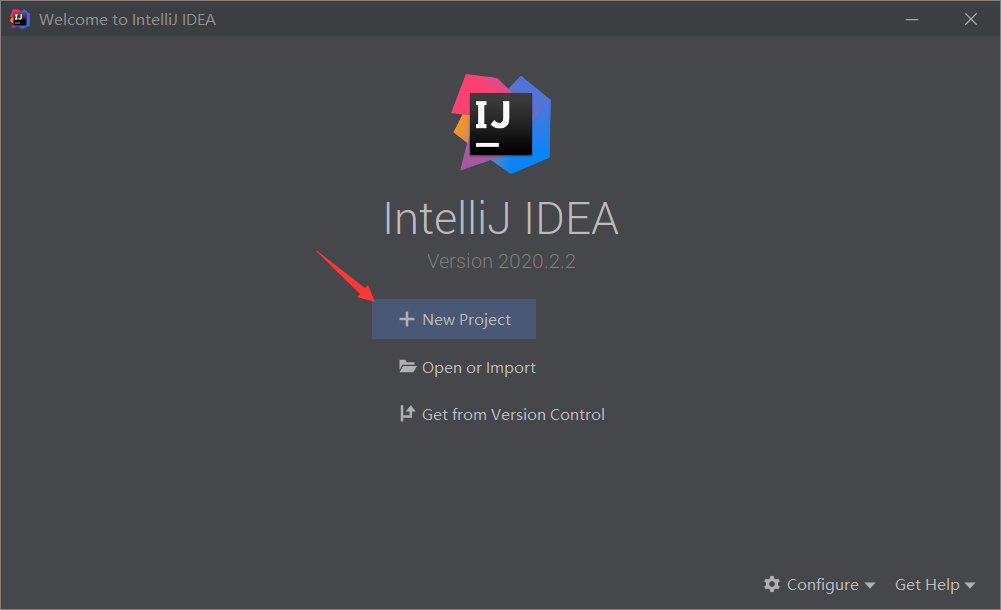 IJ Welcome to IntelliJ IDEA
IJ
IntelliJ IDEA
Version 2020.2.2
New Project
Open or Import
Get from Version Control
Configure Get Help